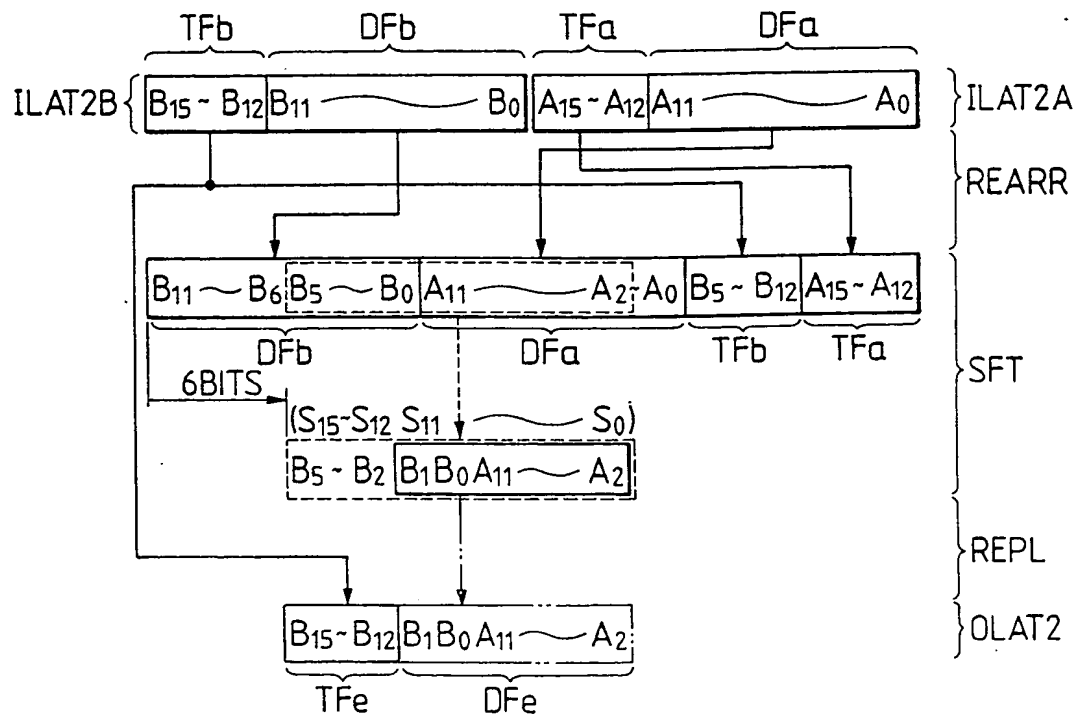 TFb DFb TFa DFa
ILAT2B B15 ~ B12 B11 ~ B0 A15 ~ A12 A11 ~ A0 ILAT2A
REARR
B11 ~ B6 B5 ~ B0 A11 ~ A2 ~ A0 B5 ~ B12 A15 ~ A12
DFb DFa TFb TFa
SFT
6BITS
(S15~S12 S11 ~ S0)
B5 ~ B2 B1 B0 A11 ~ A2
REPL
B15 ~ B12 B1 B0 A11 ~ A2 OLAT2
TFe DFe